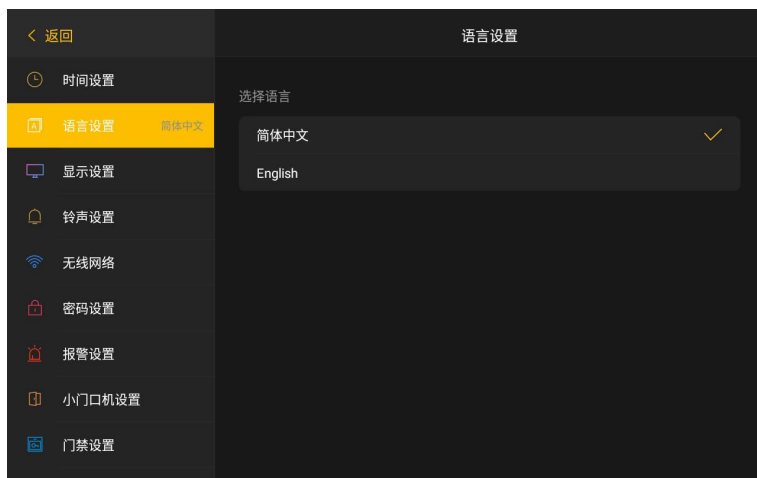 返回
时间设置
语言设置 简体中文
显示设置
铃声设置
无线网络
密码设置
报警设置
小门口机设置
门禁设置
语言设置
选择语言
简体中文
English